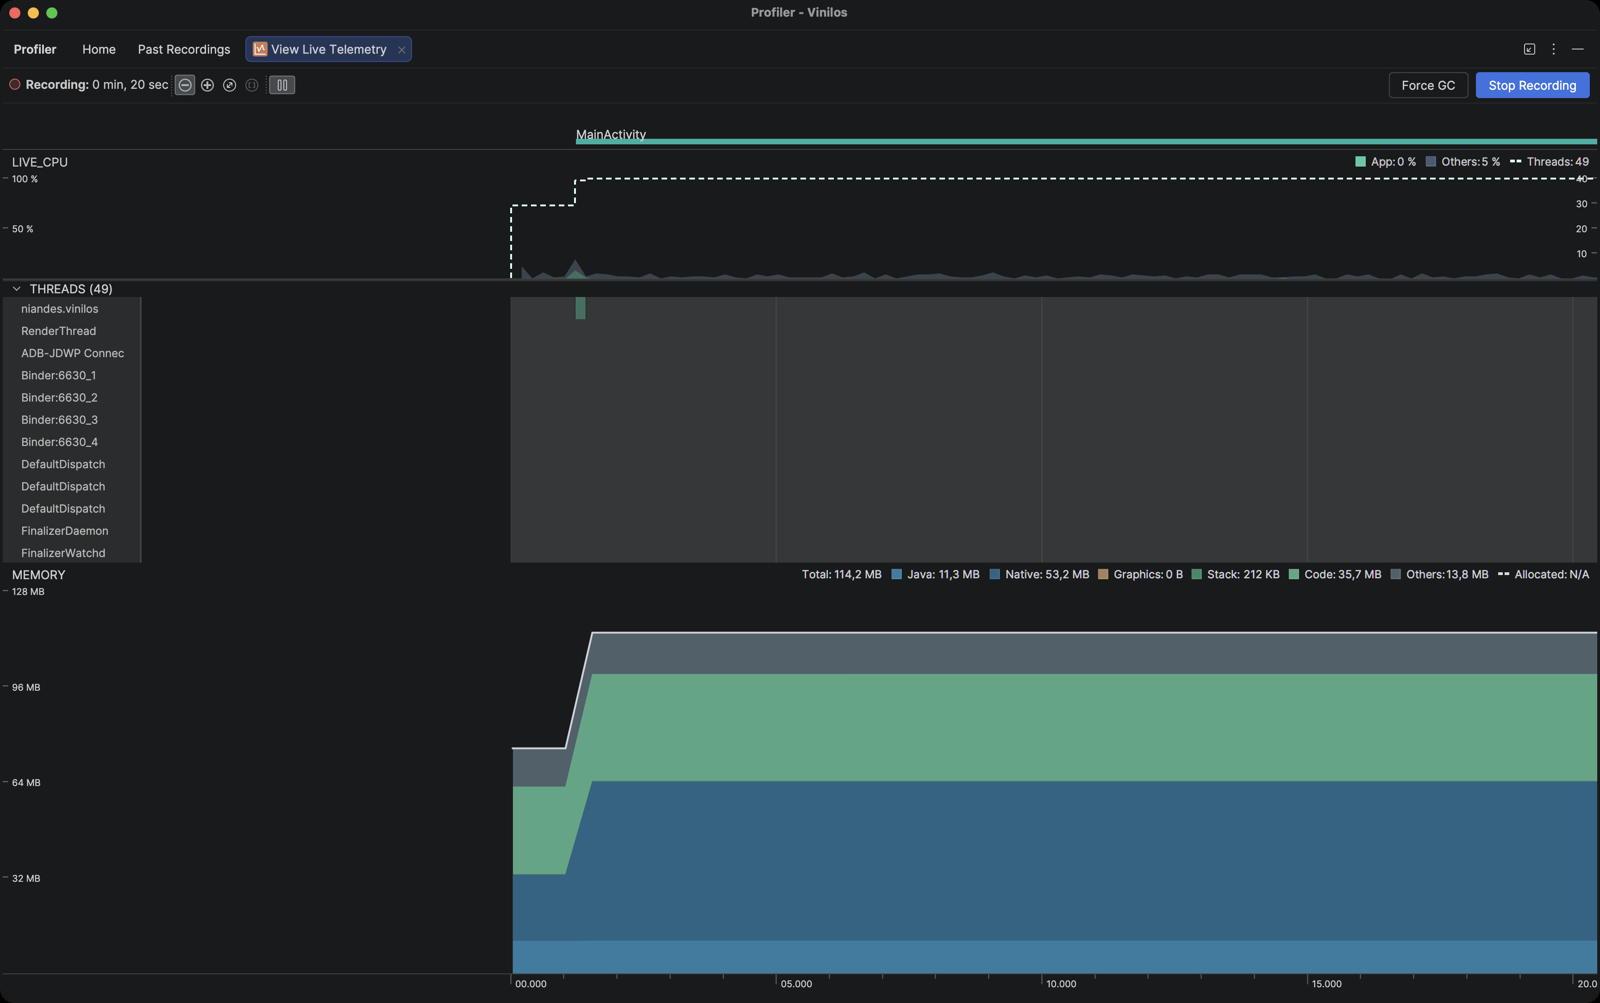 Profiler - Vinilos
Profiler Home Past Recordings View Live Telemetry
Recording: 0 min, 20 sec Force GC Stop Recording
MainActivity
LIVE_CPU App: 0 % Others: 5 % Threads: 49
100 % 40
30
50 % 20
10
THREADS (49)
niandes.vinilos
RenderThread
ADB-JDWP Connec
Binder:6630_1
Binder:6630_2
Binder:6630_3
Binder:6630_4
DefaultDispatch
DefaultDispatch
DefaultDispatch
FinalizerDaemon
FinalizerWatchd
MEMORY Total: 114,2 MB Java: 11,3 MB Native: 53,2 MB Graphics: 0 B Stack: 212 KB Code: 35,7 MB Others: 13,8 MB Allocated: N/A
128 MB
96 MB
64 MB
32 MB
00.000 05.000 10.000 15.000 20.0